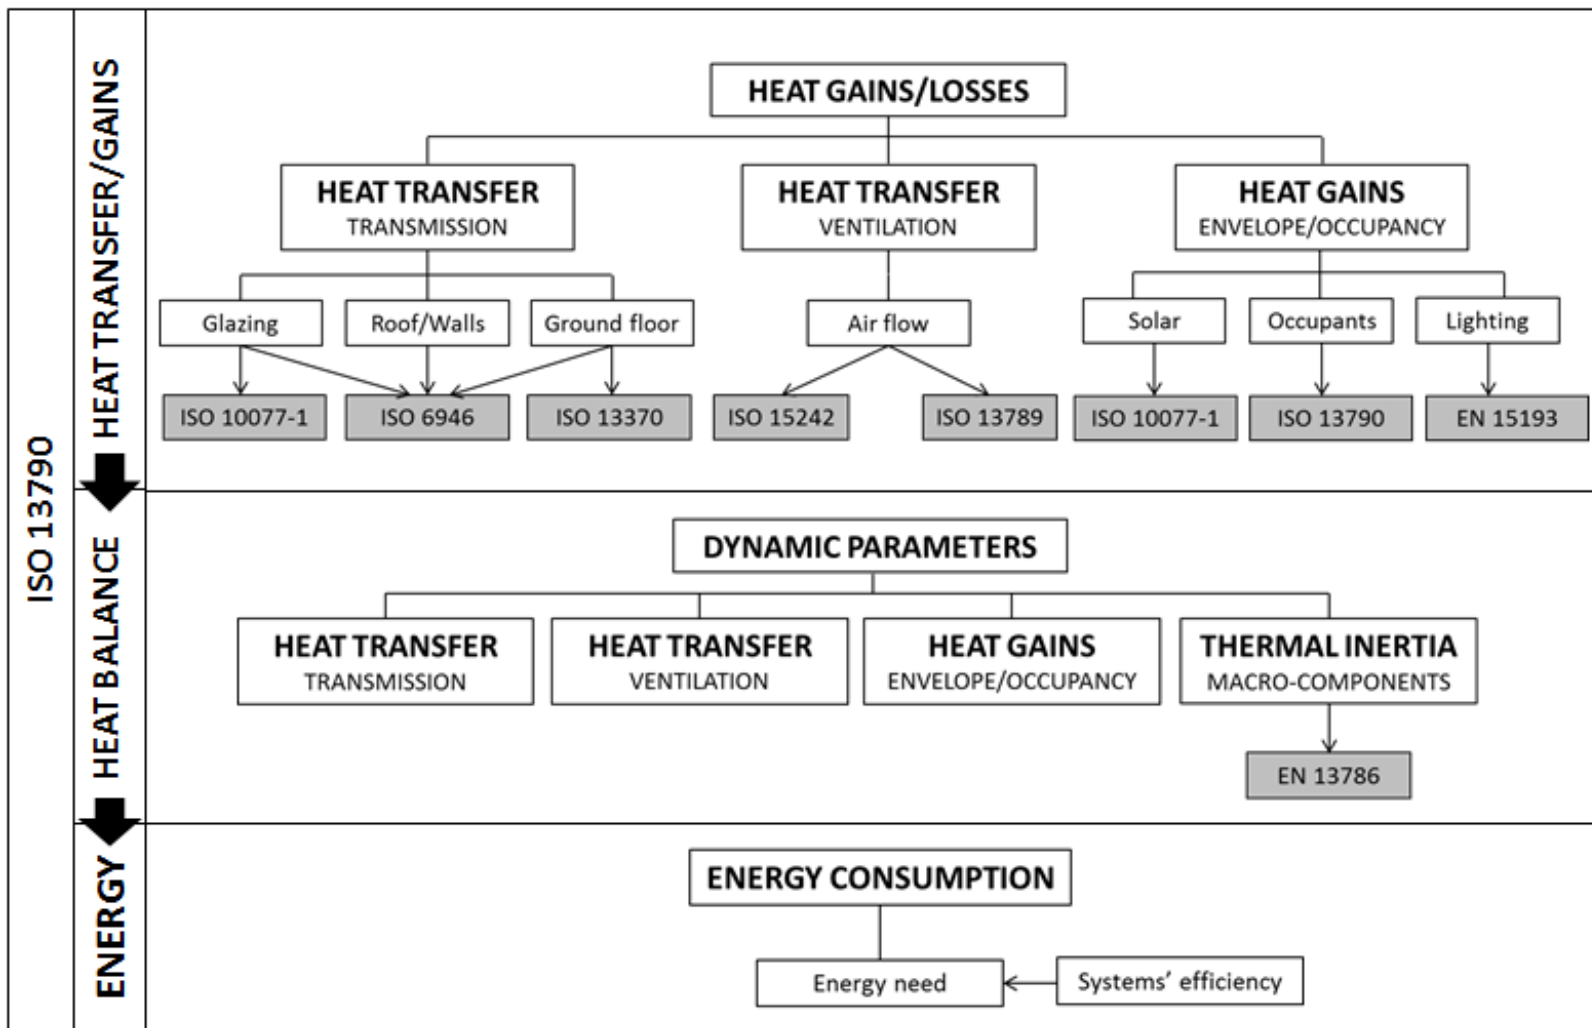 ISO 13790
HEAT TRANSFER/GAINS
HEAT GAINS/LOSSES
HEAT TRANSFER
TRANSMISSION
HEAT TRANSFER
VENTILATION
HEAT GAINS
ENVELOPE/OCCUPANCY
Glazing
Roof/Walls
Ground floor
Air flow
Solar
Occupants
Lighting
ISO 10077-1
ISO 6946
ISO 13370
ISO 15242
ISO 13789
ISO 10077-1
ISO 13790
EN 15193
HEAT BALANCE
DYNAMIC PARAMETERS
HEAT TRANSFER
TRANSMISSION
HEAT TRANSFER
VENTILATION
HEAT GAINS
ENVELOPE/OCCUPANCY
THERMAL INERTIA
MACRO-COMPONENTS
EN 13786
ENERGY
ENERGY CONSUMPTION
Energy need
Systems’ efficiency